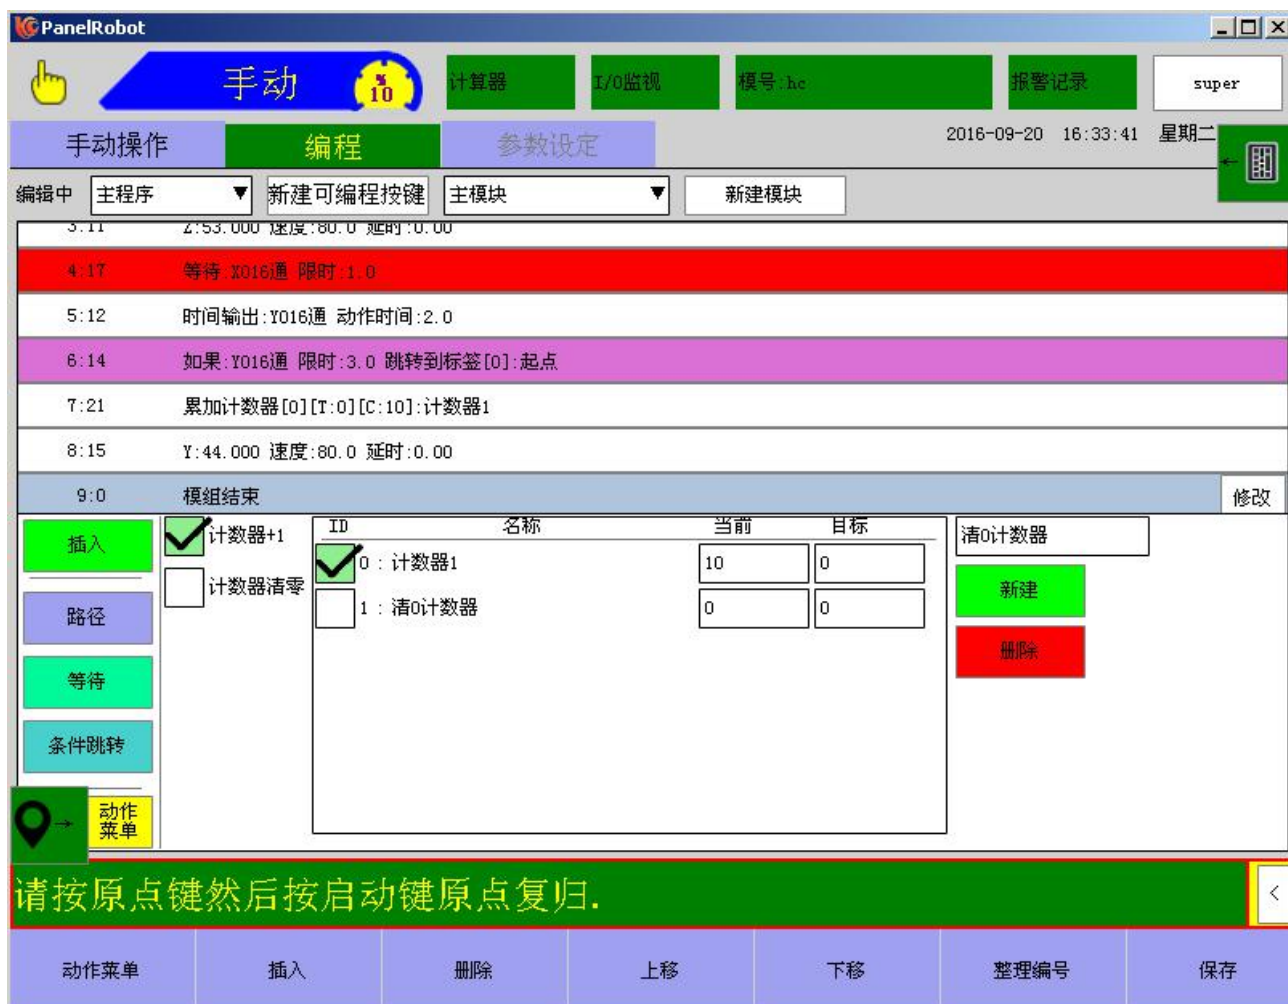 PanelRobot
手动 % 10 计算器 I/O监视 模号:hc 报警记录 super
手动操作 编程 参数设定 2016-09-20 16:33:41 星期二
编辑中 主程序 新建可编程按键 主模块 新建模块
3:11 Z:53.000 速度:80.0 延时:0.00
4:17 等待:X016通 限时:1.0
5:12 时间输出:Y016通 动作时间:2.0
6:14 如果:Y016通 限时:3.0 跳转到标签[0]:起点
7:21 累加计数器[0][T:0][C:10]:计数器1
8:15 Y:44.000 速度:80.0 延时:0.00
9:0 模组结束 修改
插入 计数器+1 ID 名称 当前 目标 清0计数器
0 : 计数器1 10 0
计数器清零 新建
路径 1 : 清0计数器 0 0
删除
等待
条件跳转
动作
菜单
请按原点键然后按启动键原点复归.
动作菜单 插入 删除 上移 下移 整理编号 保存